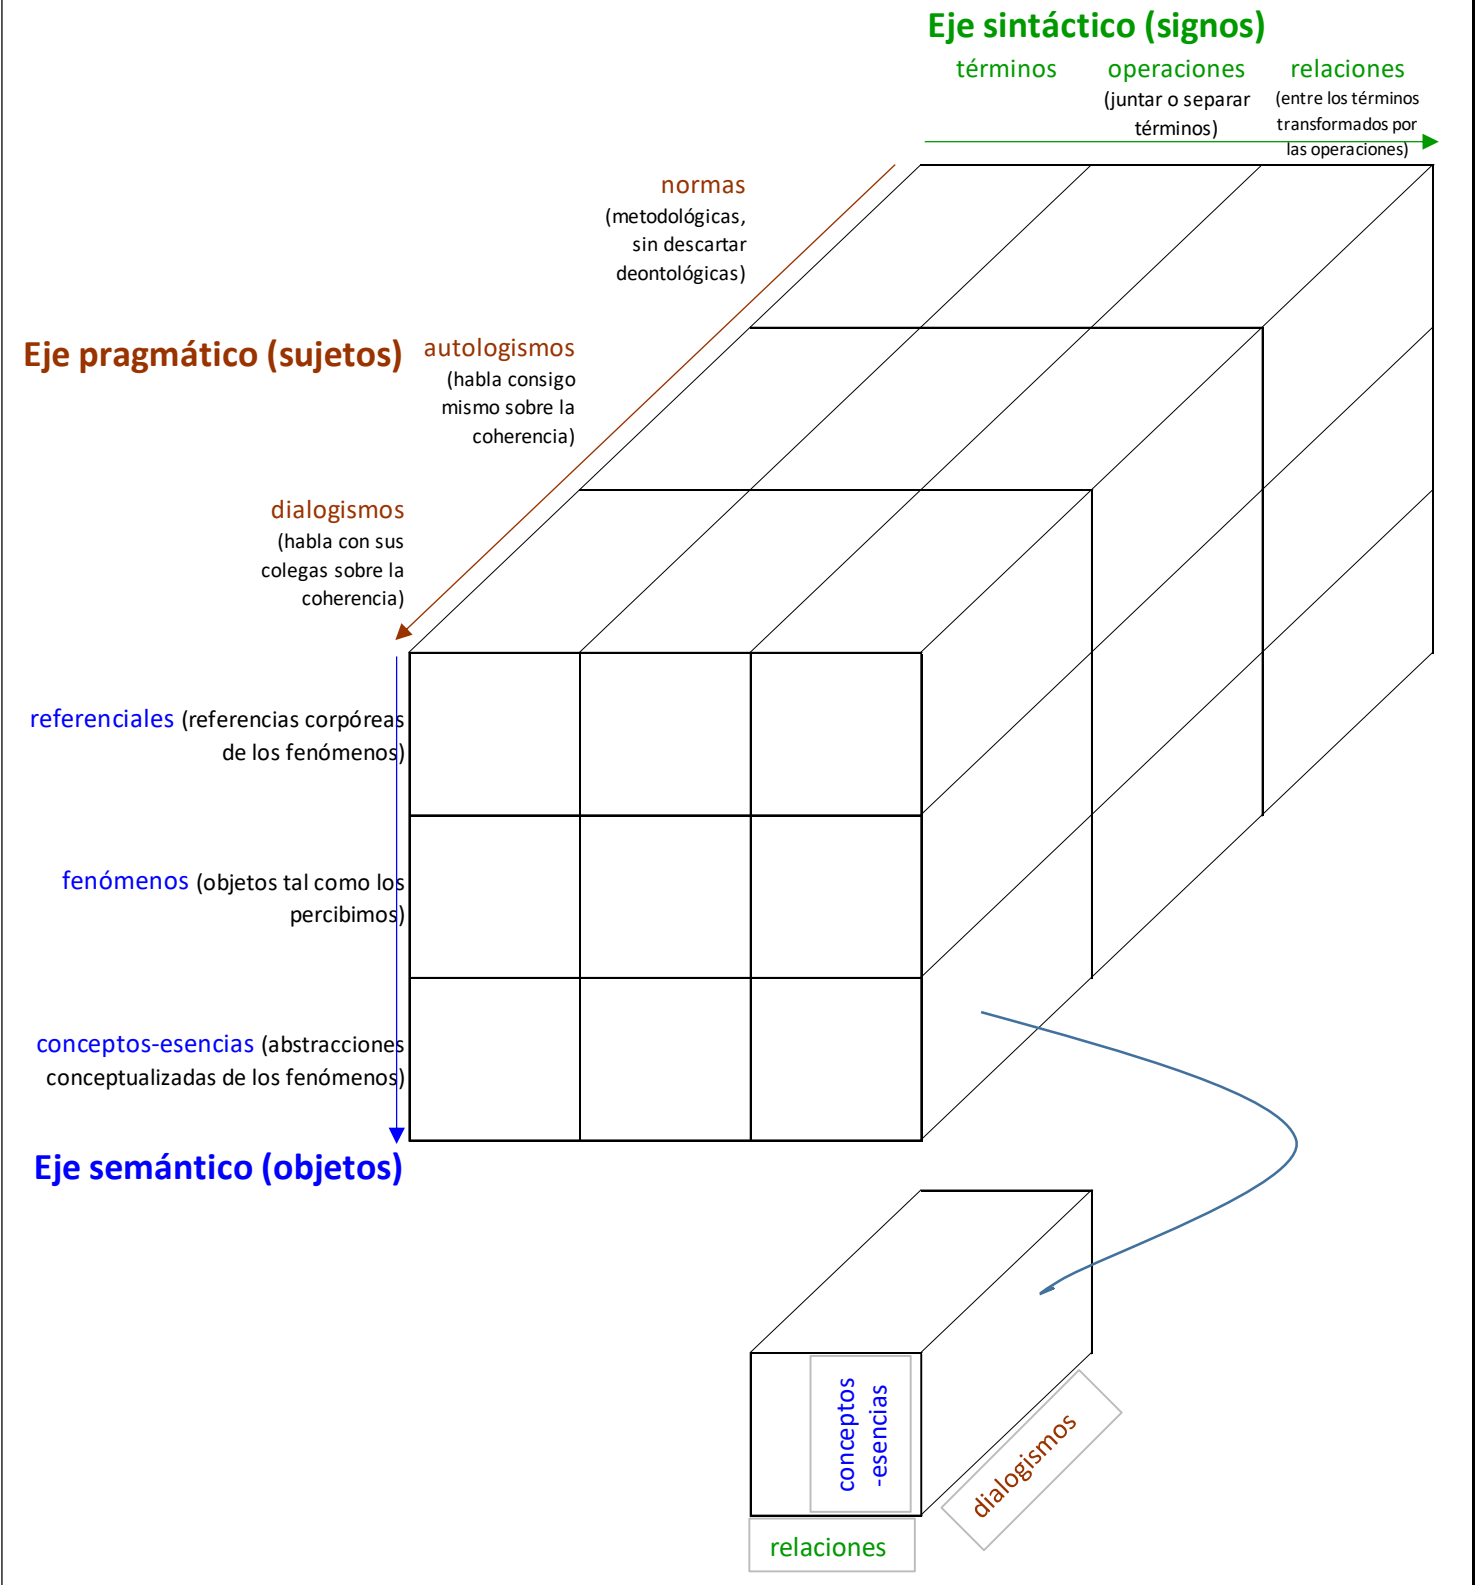 Eje sintáctico (signos)
términos
operaciones
(juntar o separar
términos)
relaciones
(entre los términos
transformados por
las operaciones)
normas
(metodológicas,
sin descartar
deontológicas)
Eje pragmático (sujetos)
autologismos
(habla consigo
mismo sobre la
coherencia)
dialogismos
(habla con sus
colegas sobre la
coherencia)
referenciales (referencias corpóreas
de los fenómenos)
fenómenos (objetos tal como los
percibimos)
conceptos-esencias (abstracciones
conceptualizadas de los fenómenos)
Eje semántico (objetos)
conceptos
-esencias
dialogismos
relaciones